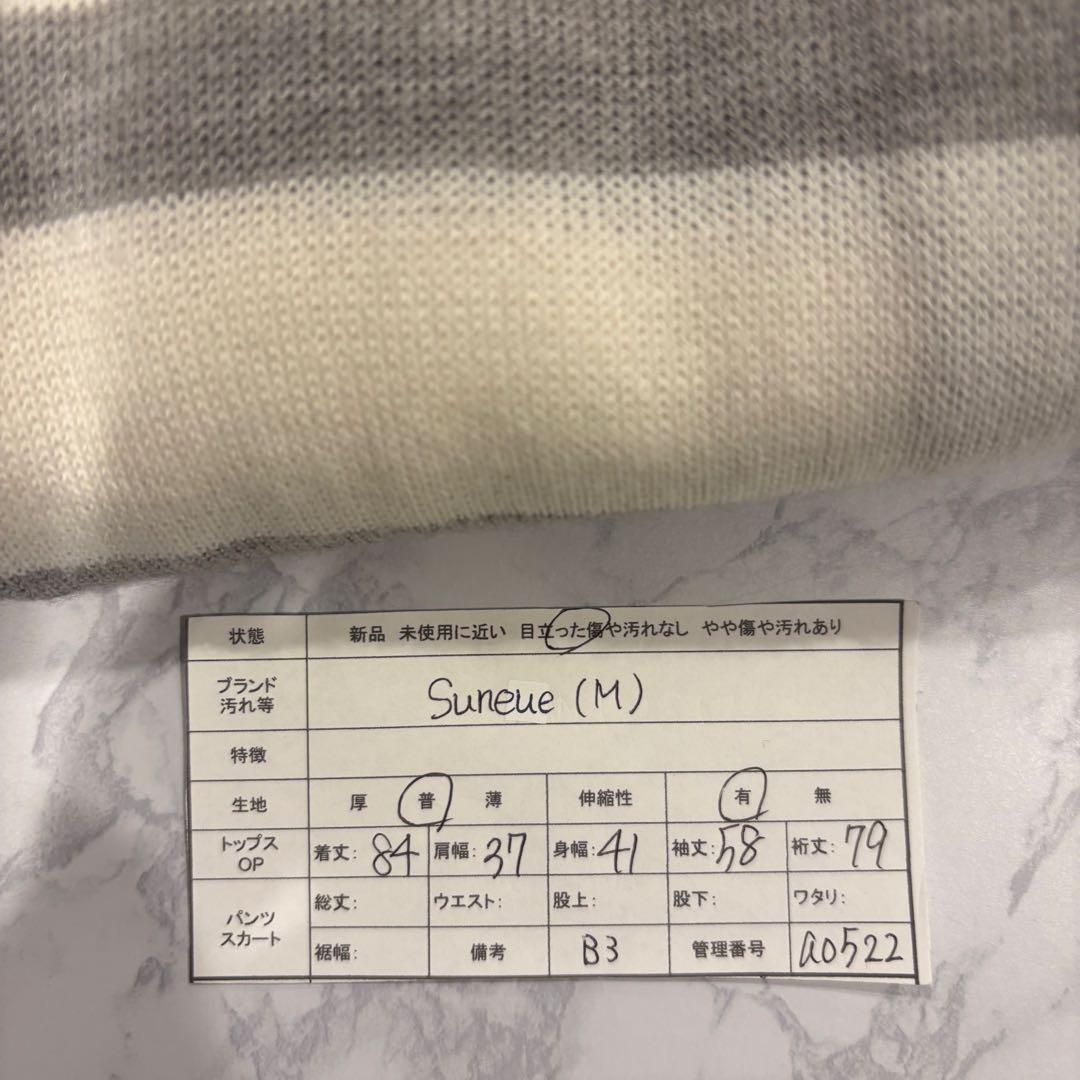 状態 新品 未使用に近い 目立った傷や汚れなし やや傷や汚れあり
ブランド
汚れ等
Suneue (M)
特徴
生地 厚 普 薄 伸縮性 有 無
トップス
OP
着丈: 84 肩幅: 37 身幅: 41 袖丈: 58 裄丈: 79
パンツ
スカート
総丈: ウエスト: 股上: 股下: ワタリ:
裾幅: 備考 B3 管理番号 a0522